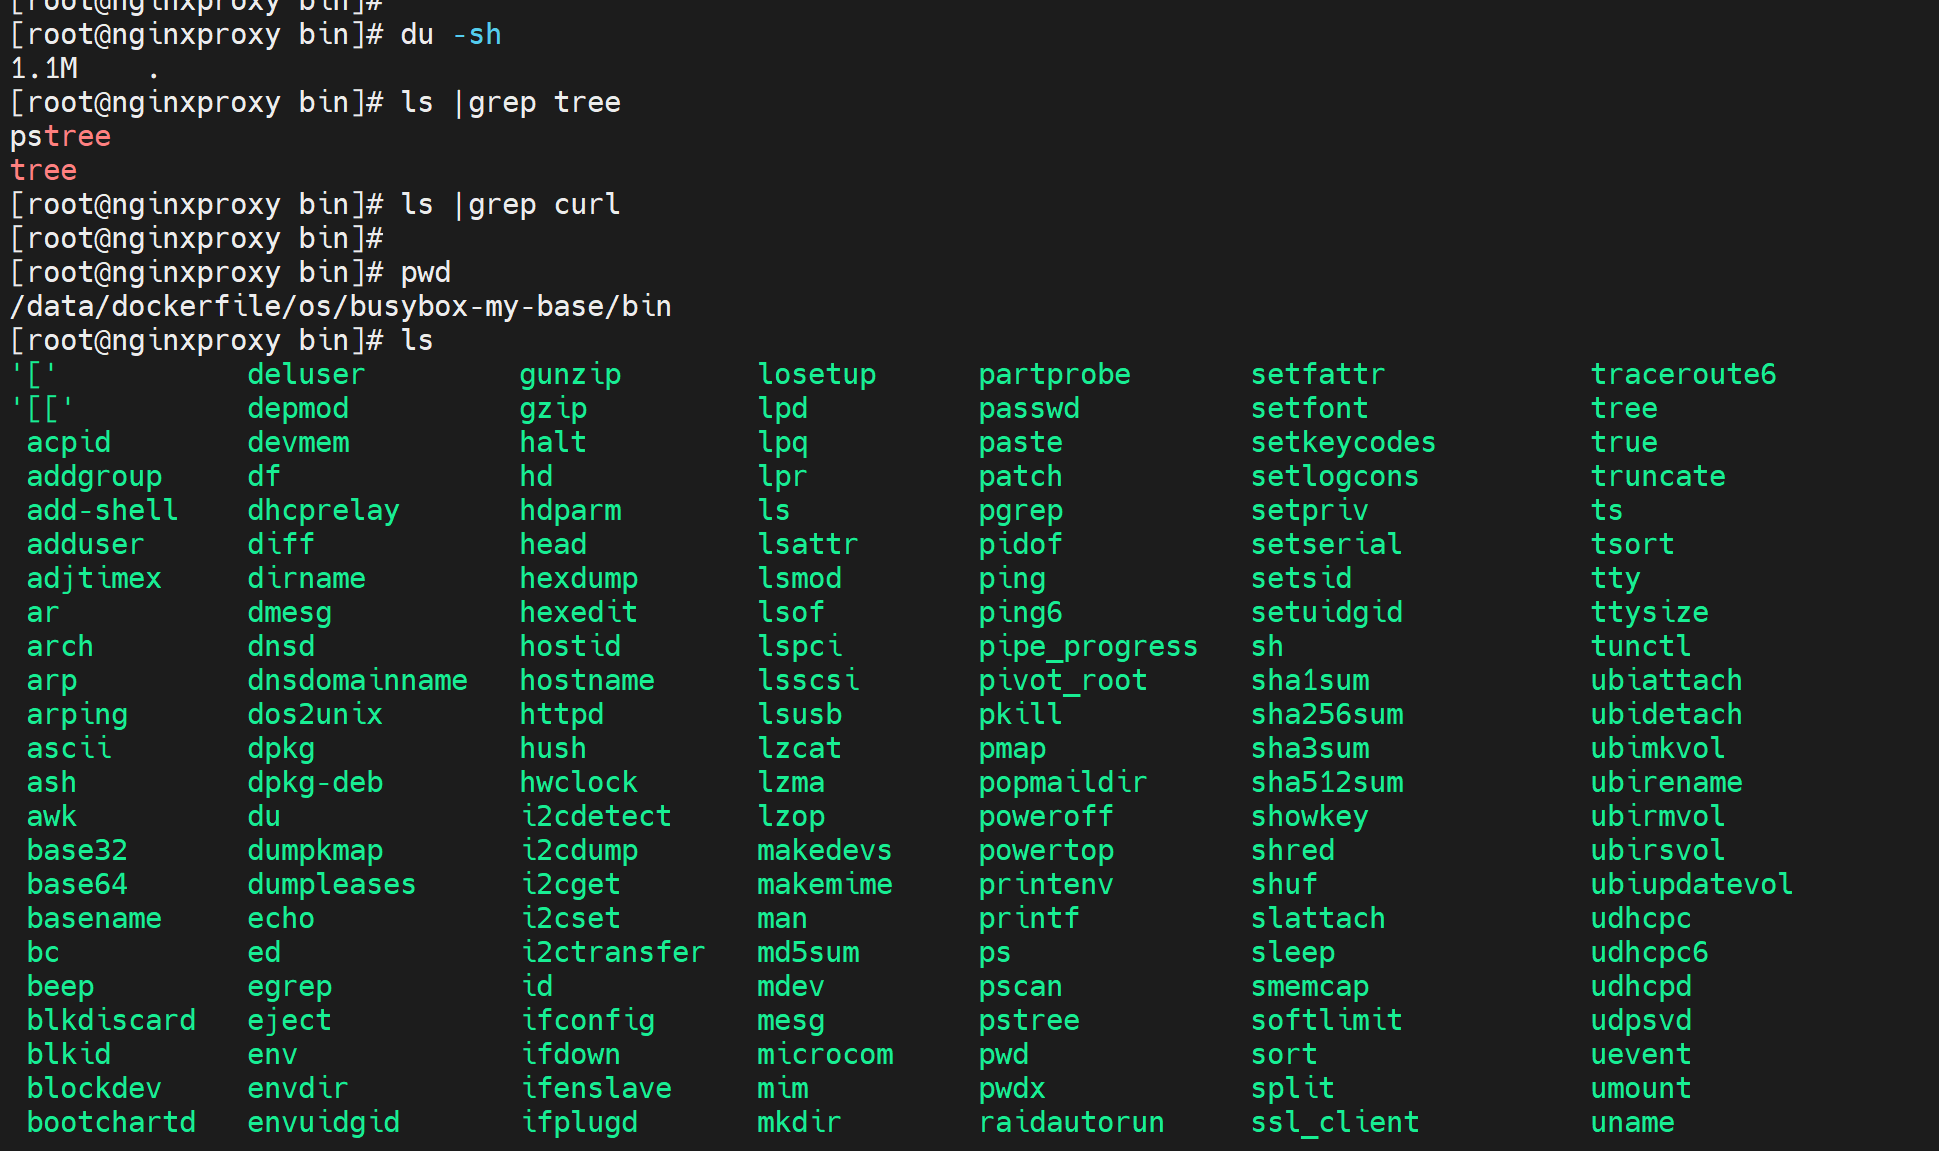 [root@nginxproxy bin]#
[root@nginxproxy bin]# du -sh
1.1M    .
[root@nginxproxy bin]# ls |grep tree
pstree
tree
[root@nginxproxy bin]# ls |grep curl
[root@nginxproxy bin]#
[root@nginxproxy bin]# pwd
/data/dockerfile/os/busybox-my-base/bin
[root@nginxproxy bin]# ls
'[' deluser gunzip losetup partprobe setfattr traceroute6
'[[' depmod gzip lpd passwd setfont tree
acpid devmem halt lpq paste setkeycodes true
addgroup df hd lpr patch setlogcons truncate
add-shell dhcprelay hdparm ls pgrep setpriv ts
adduser diff head lsattr pidof setserial tsort
adjtimex dirname hexdump lsmod ping setsid tty
ar dmesg hexedit lsof ping6 setuidgid ttysize
arch dnsd hostid lspci pipe_progress sh tunctl
arp dnsdomainname hostname lsscsi pivot_root sha1sum ubiattach
arping dos2unix httpd lsusb pkill sha256sum ubidetach
ascii dpkg hush lzcat pmap sha3sum ubimkvol
ash dpkg-deb hwclock lzma popmaildir sha512sum ubirename
awk du i2cdetect lzop poweroff showkey ubirmvol
base32 dumpkmap i2cdump makedevs powertop shred ubirsvol
base64 dumpleases i2cget makemime printenv shuf ubiupdatevol
basename echo i2cset man printf slattach udhcpc
bc ed i2ctransfer md5sum ps sleep udhcpc6
beep egrep id mdev pscan smemcap udhcpd
blkdiscard eject ifconfig mesg pstree softlimit udpsvd
blkid env ifdown microcom pwd sort uevent
blockdev envdir ifenslave mim pwdx split umount
bootchartd envuidgid ifplugd mkdir raidautorun ssl_client uname